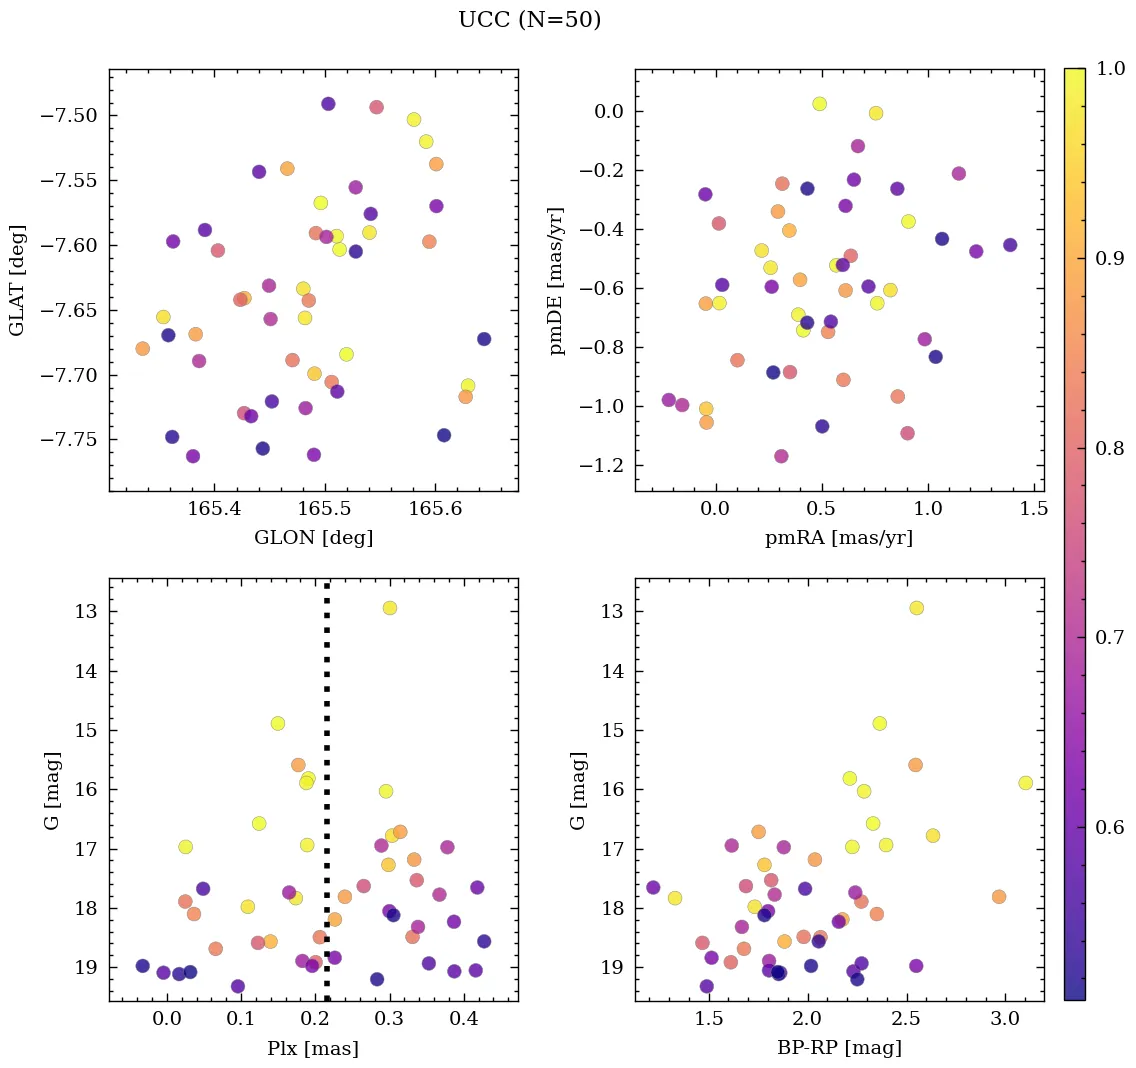 UCC (N=50)
−7.50
−7.55
−7.60
−7.65
−7.70
−7.75
GLAT [deg]
165.4 165.5 165.6
GLON [deg]
0.0
−0.2
−0.4
−0.6
−0.8
−1.0
−1.2
pmDE [mas/yr]
0.0 0.5 1.0 1.5
pmRA [mas/yr]
1.0
0.9
0.8
0.7
0.6
13
14
15
16
17
18
19
G [mag]
0.0 0.1 0.2 0.3 0.4
Plx [mas]
13
14
15
16
17
18
19
G [mag]
1.5 2.0 2.5 3.0
BP-RP [mag]